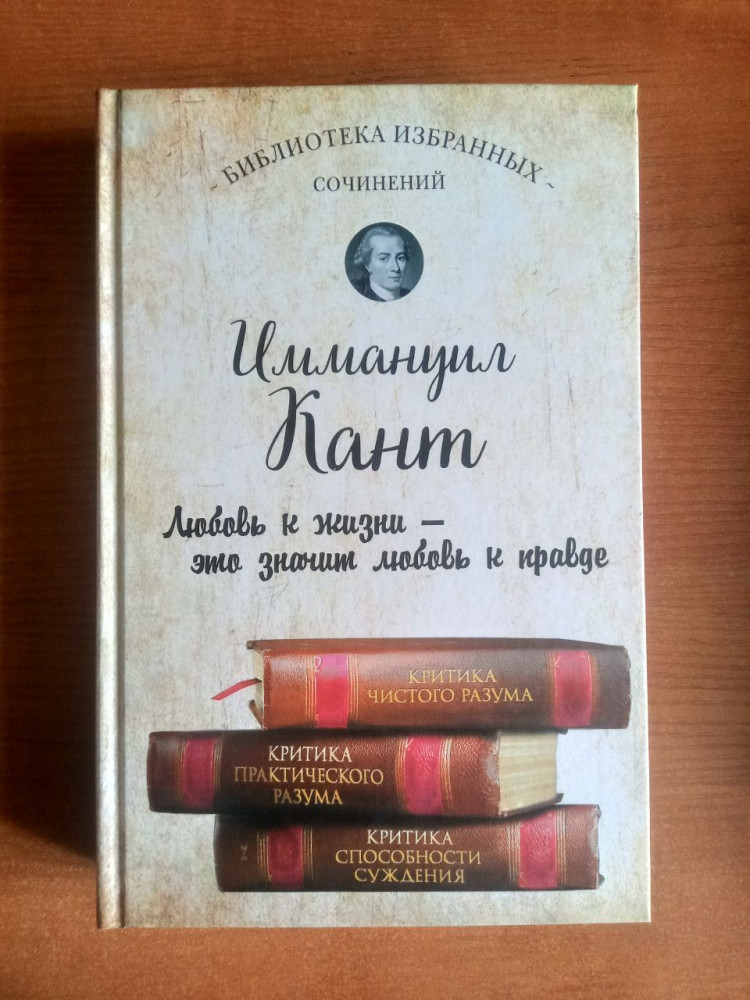 - БИБЛИОТЕКА ИЗБРАННЫХ -
СОЧИНЕНИЙ
Иммануил
Кант
Любовь к жизни –
это значит любовь к правде
КРИТИКА
ЧИСТОГО РАЗУМА
КРИТИКА
ПРАКТИЧЕСКОГО
РАЗУМА
КРИТИКА
СПОСОБНОСТИ
СУЖДЕНИЯ